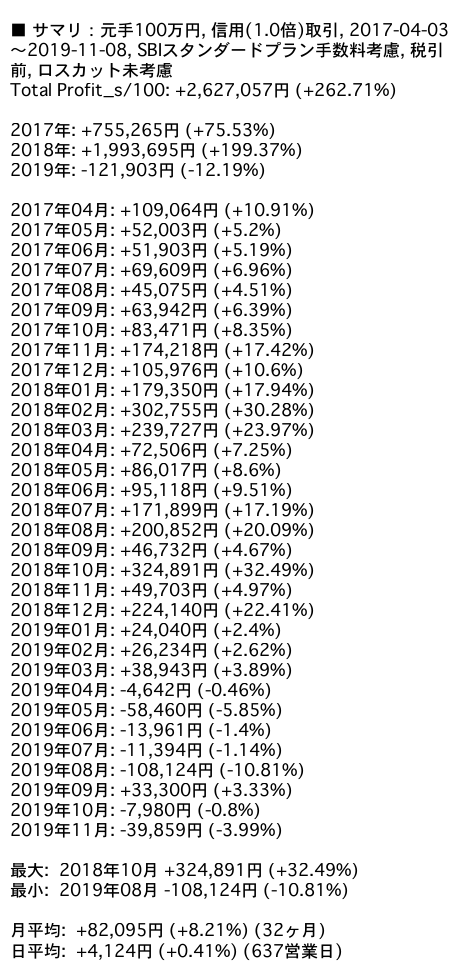 ■ サマリ：元手100万円, 信用(1.0倍)取引, 2017-04-03
～2019-11-08, SBIスタンダードプラン手数料考慮, 税引
前, ロスカット未考慮
Total Profit_s/100: +2,627,057円 (+262.71%)
2017年: +755,265円 (+75.53%)
2018年: +1,993,695円 (+199.37%)
2019年: -121,903円 (-12.19%)
2017年04月: +109,064円 (+10.91%)
2017年05月: +52,003円 (+5.2%)
2017年06月: +51,903円 (+5.19%)
2017年07月: +69,609円 (+6.96%)
2017年08月: +45,075円 (+4.51%)
2017年09月: +63,942円 (+6.39%)
2017年10月: +83,471円 (+8.35%)
2017年11月: +174,218円 (+17.42%)
2017年12月: +105,976円 (+10.6%)
2018年01月: +179,350円 (+17.94%)
2018年02月: +302,755円 (+30.28%)
2018年03月: +239,727円 (+23.97%)
2018年04月: +72,506円 (+7.25%)
2018年05月: +86,017円 (+8.6%)
2018年06月: +95,118円 (+9.51%)
2018年07月: +171,899円 (+17.19%)
2018年08月: +200,852円 (+20.09%)
2018年09月: +46,732円 (+4.67%)
2018年10月: +324,891円 (+32.49%)
2018年11月: +49,703円 (+4.97%)
2018年12月: +224,140円 (+22.41%)
2019年01月: +24,040円 (+2.4%)
2019年02月: +26,234円 (+2.62%)
2019年03月: +38,943円 (+3.89%)
2019年04月: -4,642円 (-0.46%)
2019年05月: -58,460円 (-5.85%)
2019年06月: -13,961円 (-1.4%)
2019年07月: -11,394円 (-1.14%)
2019年08月: -108,124円 (-10.81%)
2019年09月: +33,300円 (+3.33%)
2019年10月: -7,980円 (-0.8%)
2019年11月: -39,859円 (-3.99%)
最大: 2018年10月 +324,891円 (+32.49%)
最小: 2019年08月 -108,124円 (-10.81%)
月平均: +82,095円 (+8.21%) (32ヶ月)
日平均: +4,124円 (+0.41%) (637営業日)